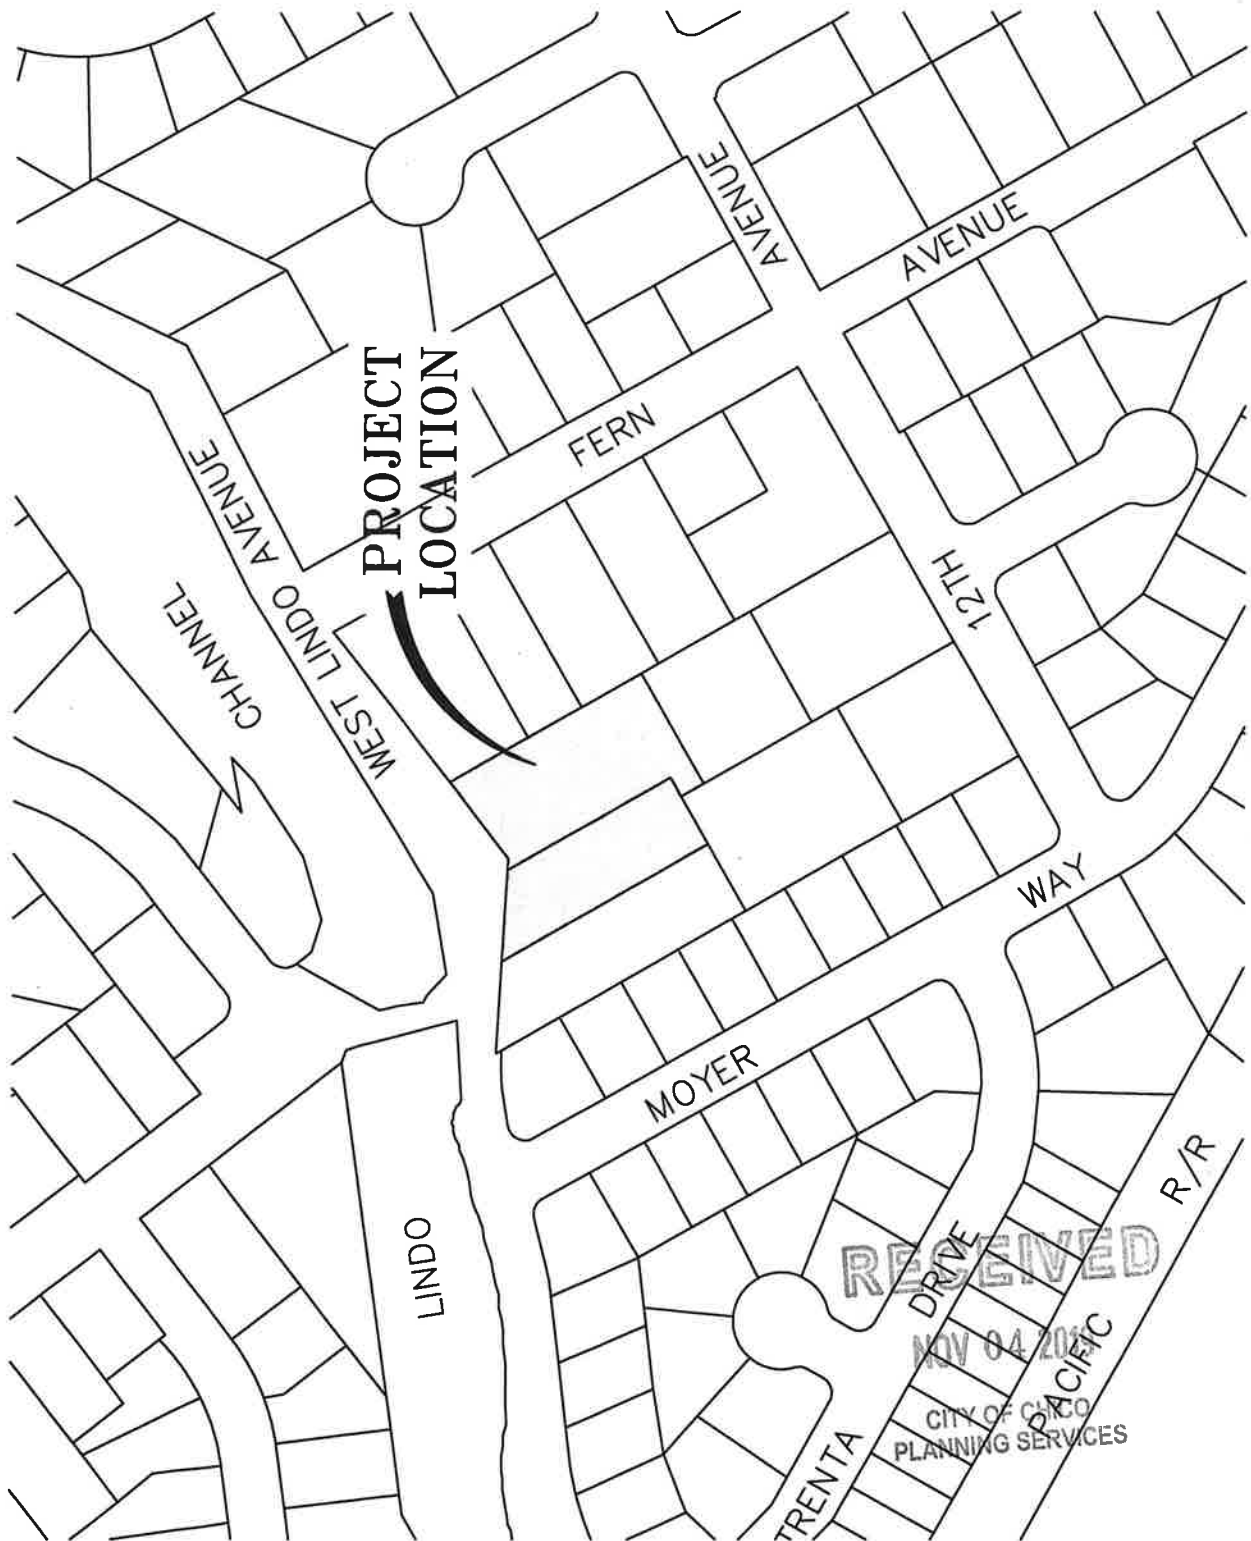 AVENUE
AVENUE
PROJECT
LOCATION
FERN
WEST LINDO AVENUE
CHANNEL
12TH
WAY
MOYER
LINDO
R/R
PACIFIC
DRIVE
TRENTA
RECEIVED
NOV 04
CITY OF CHICO
PLANNING SERVICES